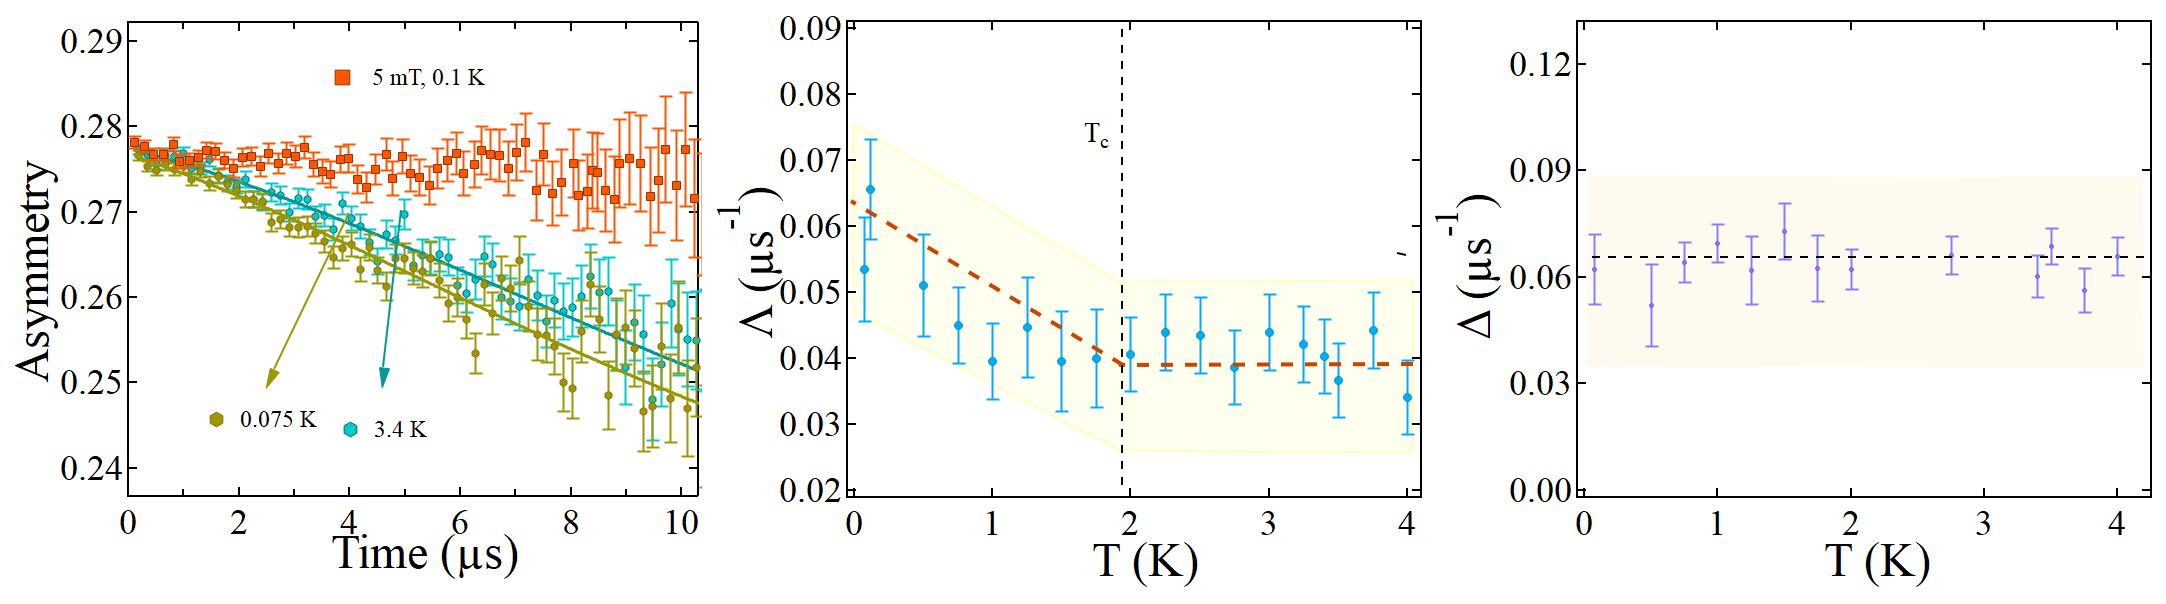 0.29
0.28
0.27
0.26
0.25
0.24
0 2 4 6 8 10
Asymmetry
Time (µs)
5 mT, 0.1 K
0.075 K
3.4 K
0.09
0.08
0.07
0.06
0.05
0.04
0.03
0.02
0 1 2 3 4
Λ (µs-1)
T (K)
Tc
0.12
0.09
0.06
0.03
0.00
0 1 2 3 4
Δ (µs-1)
T (K)